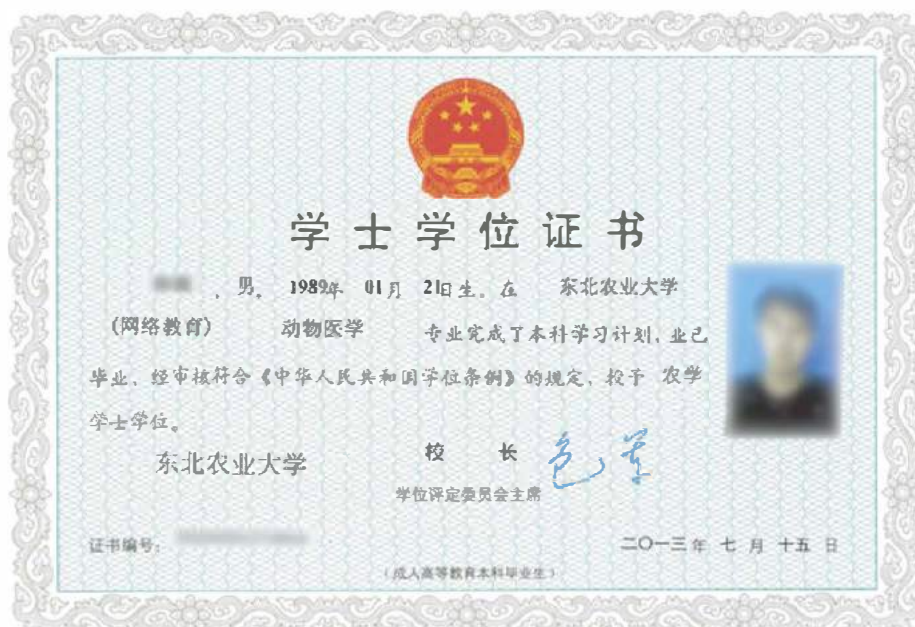 学士学位证书
，男，1989年 01月 21日生。在 东北农业大学
(网络教育) 动物医学 专业完成了本科学习计划，业已
毕业，经审核符合《中华人民共和国学位条例》的规定，授予 农学
学士学位。
东北农业大学
校 长
学位评定委员会主席
证书编号：
二〇一三年 七 月 十五 日
（成人高等教育本科毕业生）